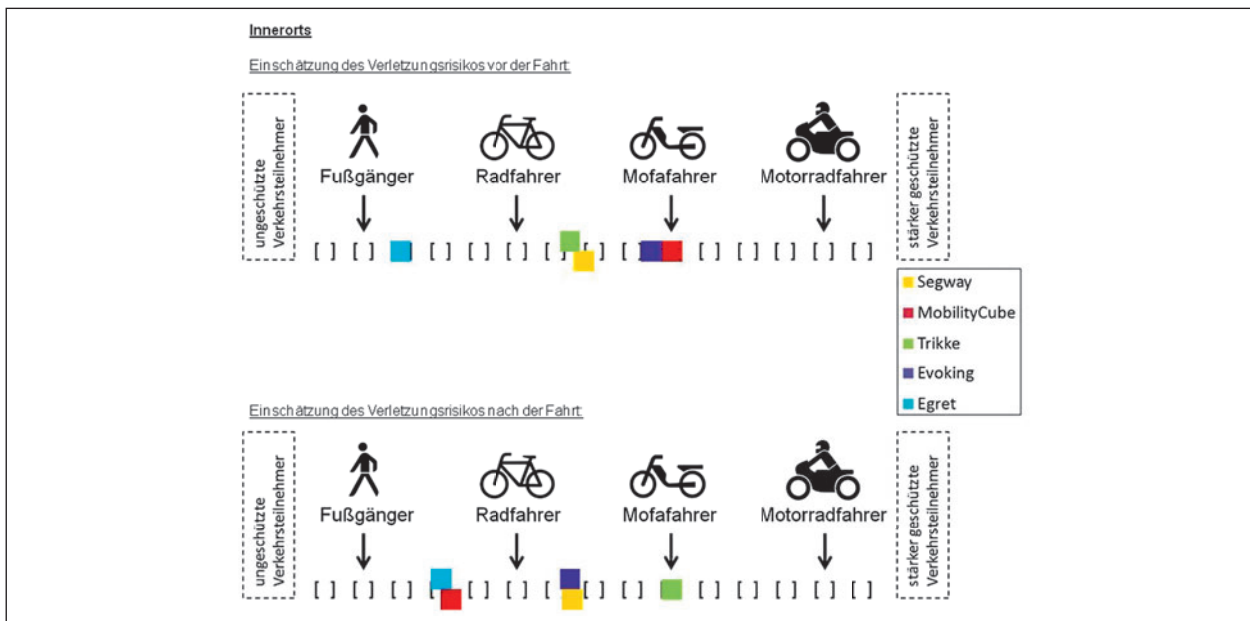 Innerorts
Einschätzung des Verletzungsrisikos vor der Fahrt:
ungeschützte
Verkehrsteilnehmer
Fußgänger
Radfahrer
Mofafahrer
Motorradfahrer
stärker geschützte
Verkehrsteilnehmer
[ ] [ ] [ ] [ ] [ ] [ ] [ ] [ ] [ ] [ ] [ ] [ ] [ ]
Segway
MobilityCube
Trikke
Evoking
Egret
Einschätzung des Verletzungsrisikos nach der Fahrt:
ungeschützte
Verkehrsteilnehmer
Fußgänger
Radfahrer
Mofafahrer
Motorradfahrer
stärker geschützte
Verkehrsteilnehmer
[ ] [ ] [ ] [ ] [ ] [ ] [ ] [ ] [ ] [ ] [ ] [ ] [ ]